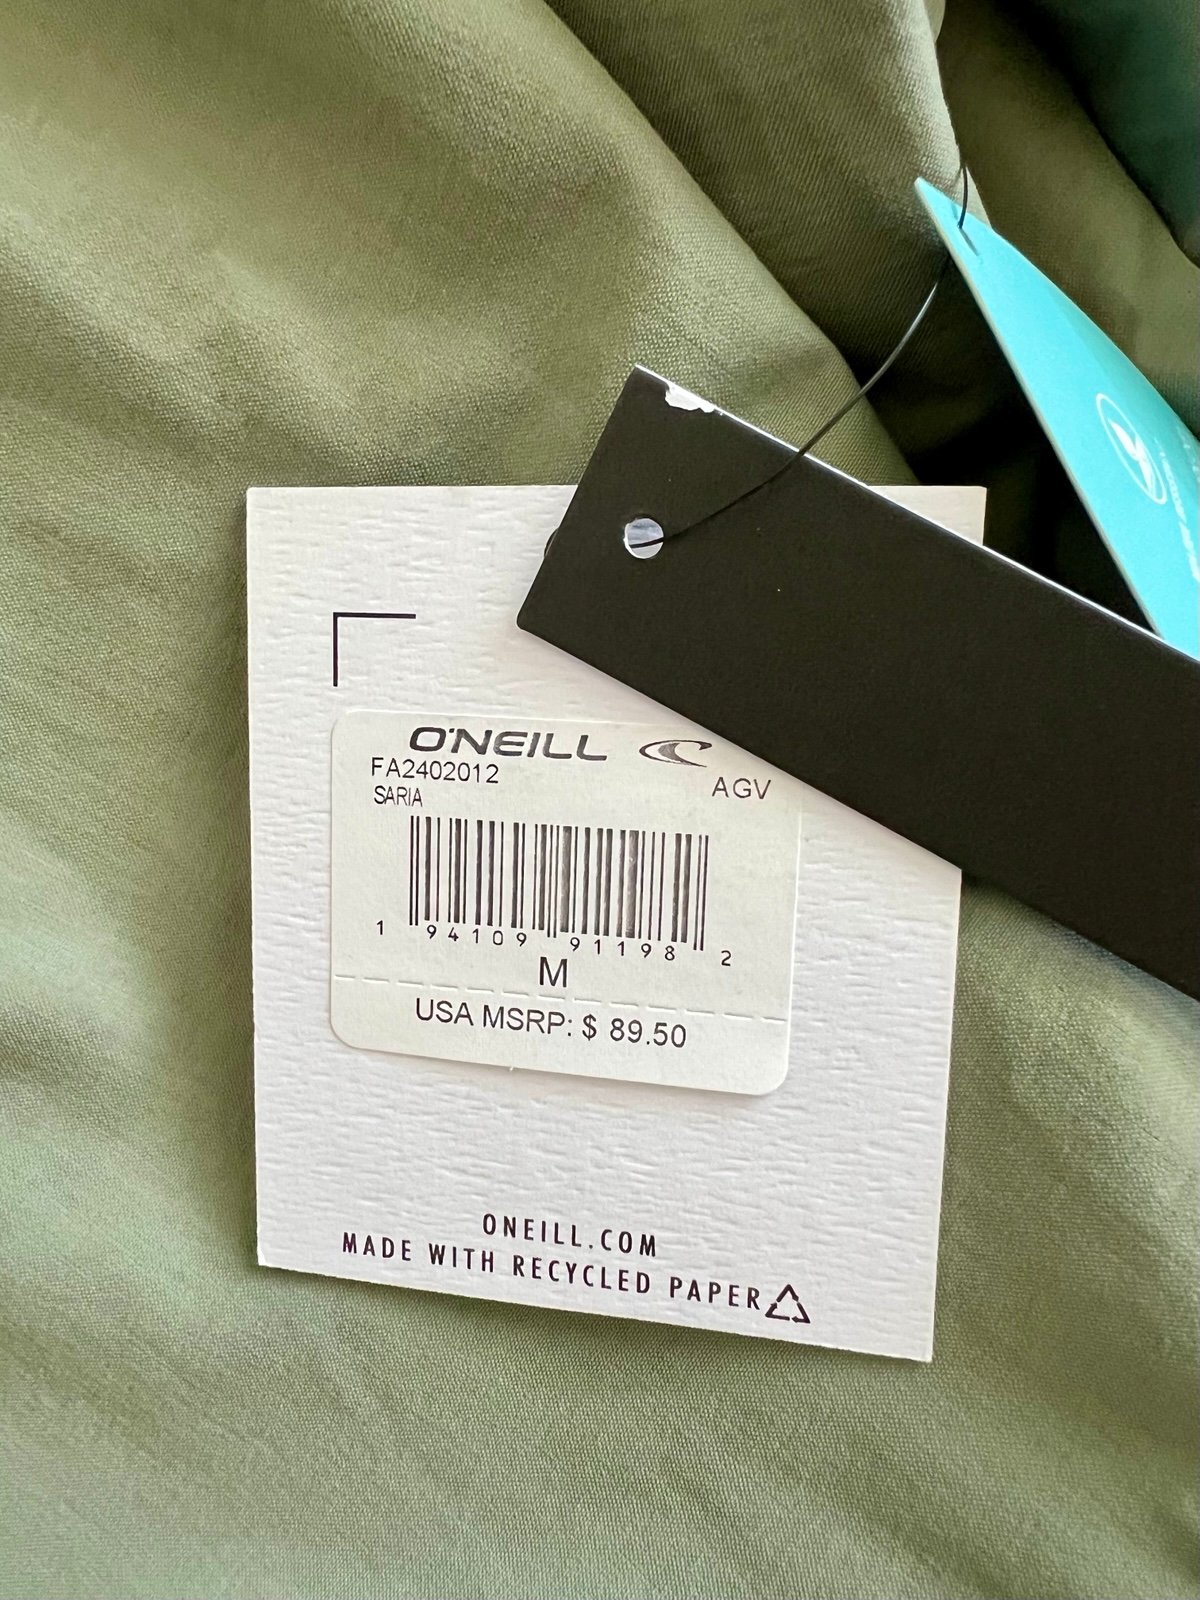 O'NEILL
FA2402012
AGV
SARIA
1 94109 91198 2
M
USA MSRP: $ 89.50
ONEILL.COM
MADE WITH RECYCLED PAPER